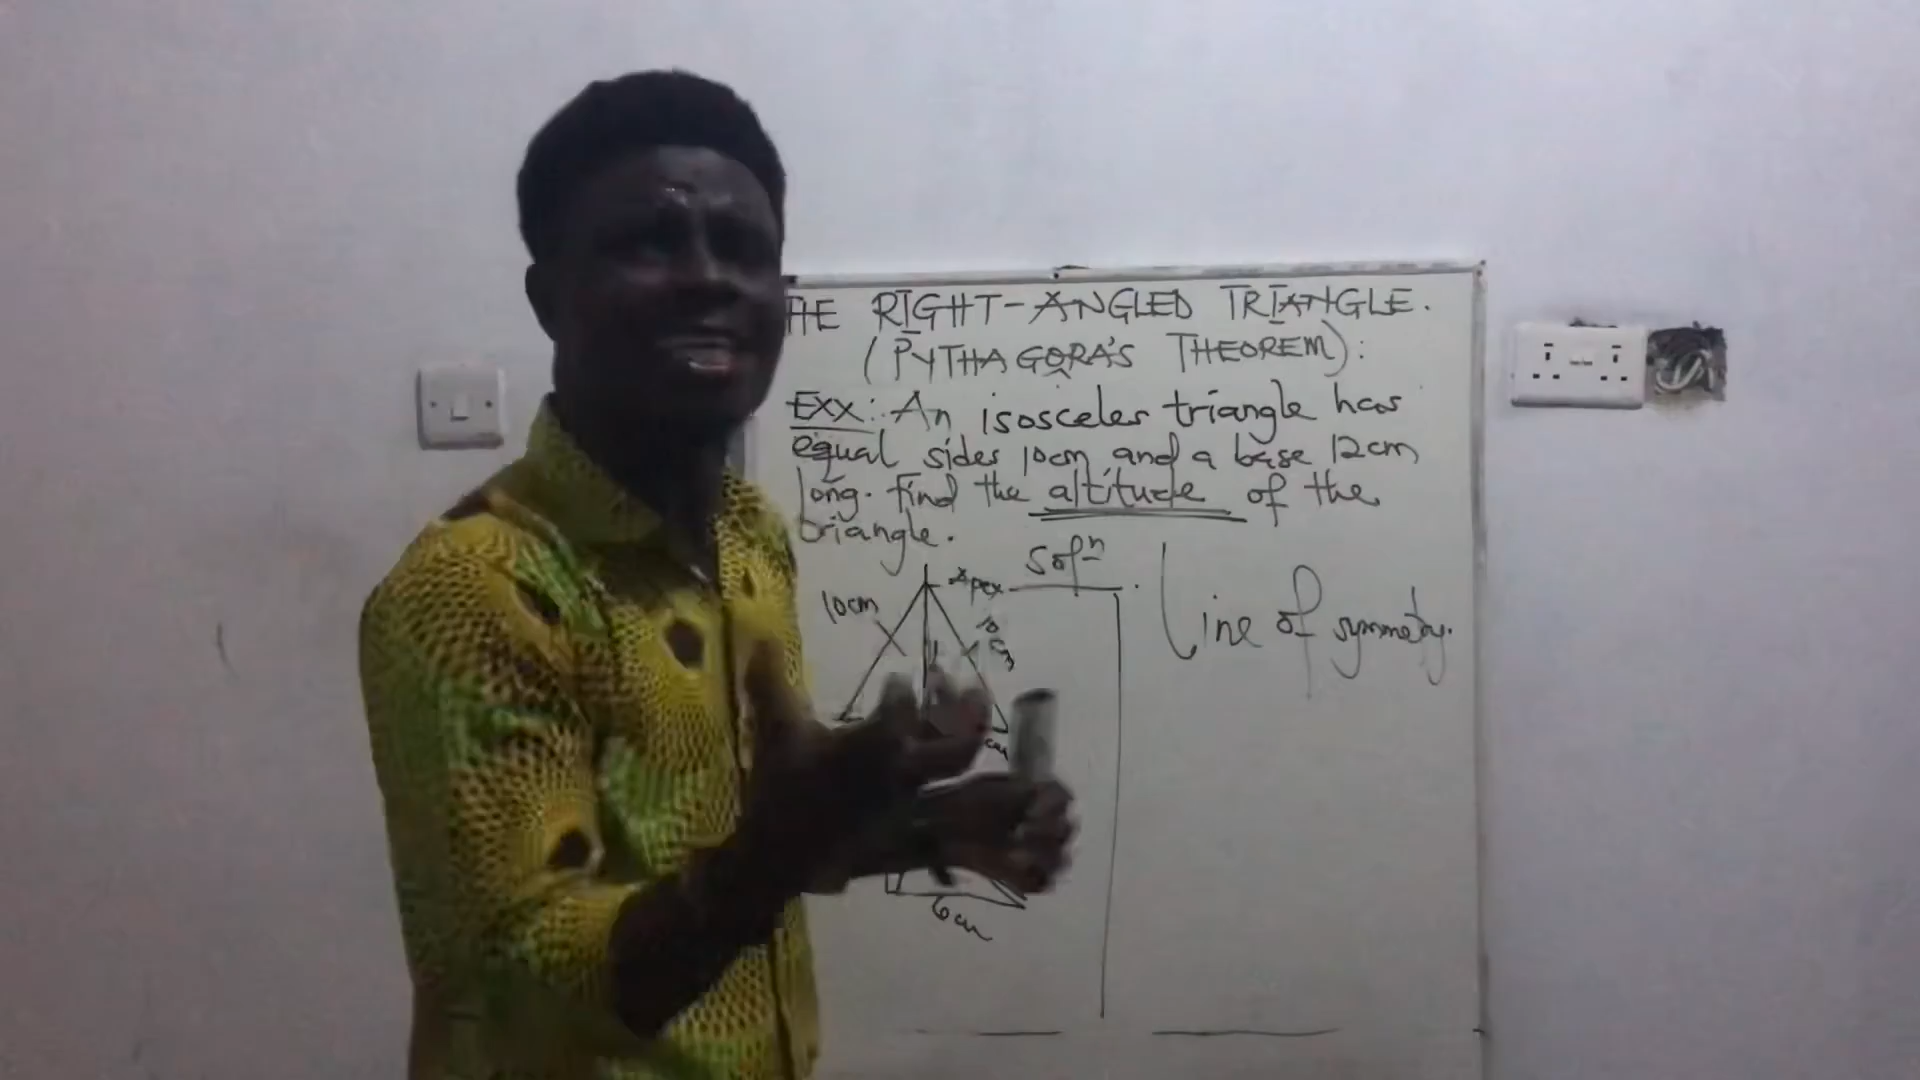 THE RIGHT-ANGLED TRIANGLE.
(PYTHAGORA'S THEOREM):
EXX: An isosceles triangle has
equal sides 10cm and a base 12cm
long. find the altitude of the
triangle.
Soln
Apex
10cm
10cm
Line of symmetry.
cm
6cm